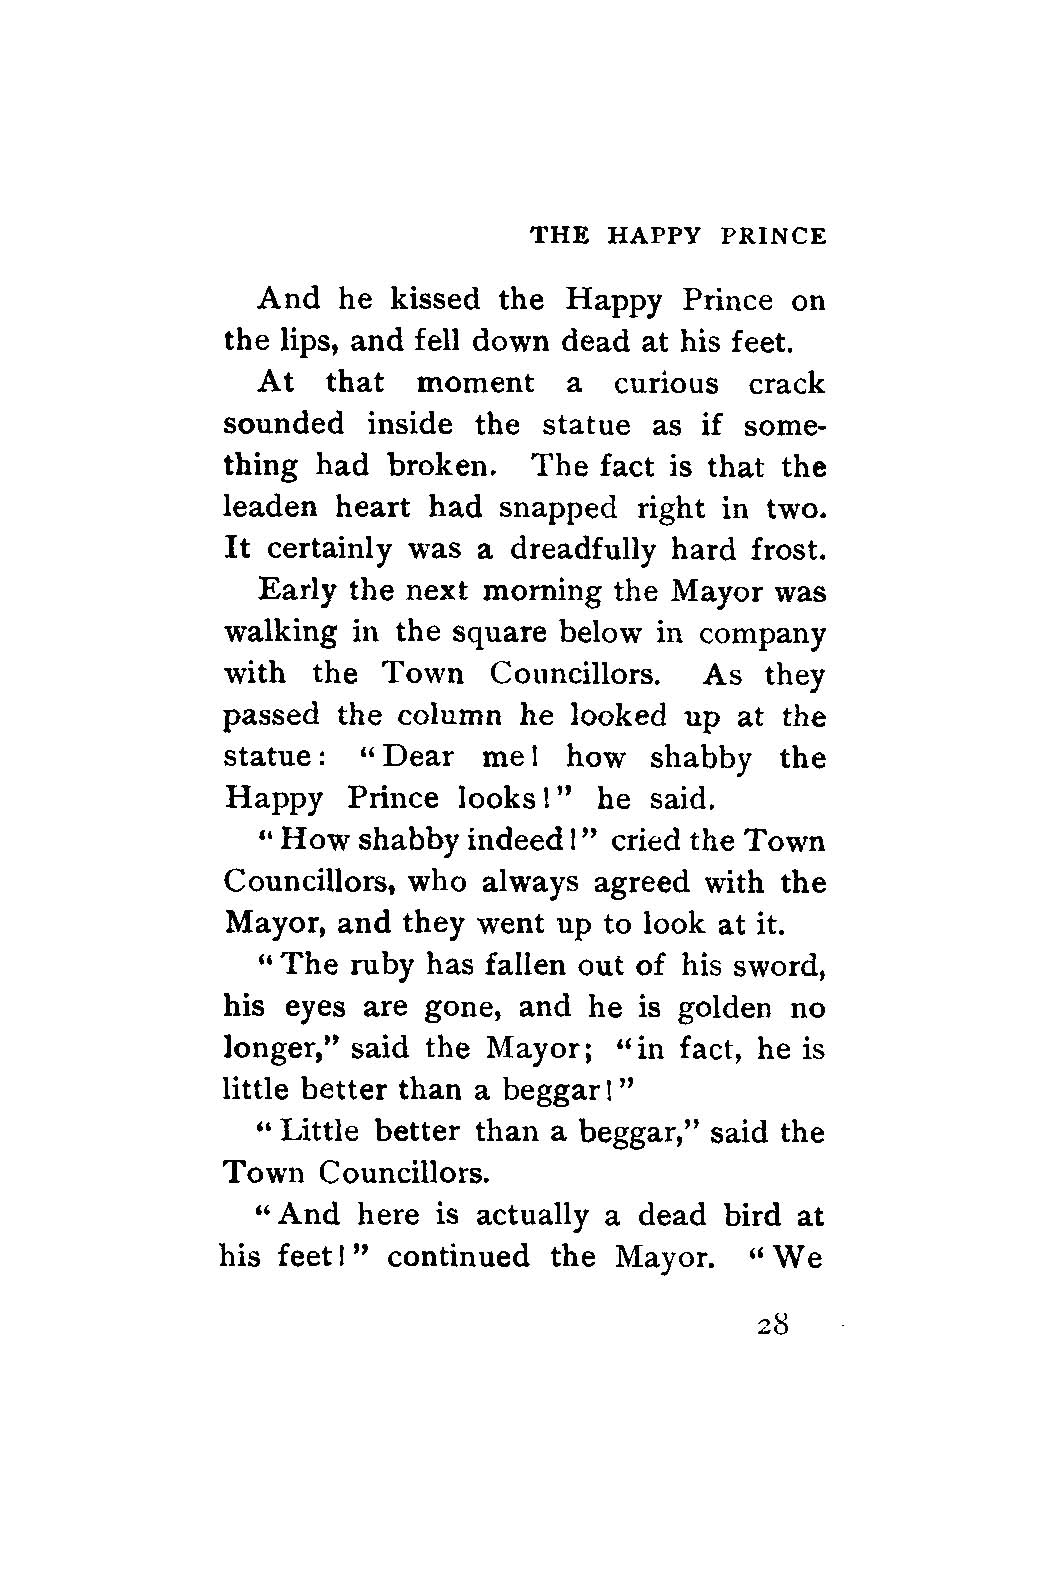 THE HAPPY PRINCE
And he kissed the Happy Prince on
the lips, and fell down dead at his feet.
At that moment a curious crack
sounded inside the statue as if some-
thing had broken. The fact is that the
leaden heart had snapped right in two.
It certainly was a dreadfully hard frost.
Early the next morning the Mayor was
walking in the square below in company
with the Town Councillors. As they
passed the column he looked up at the
statue: “Dear me! how shabby the
Happy Prince looks!” he said.
“How shabby indeed!” cried the Town
Councillors, who always agreed with the
Mayor, and they went up to look at it.
“The ruby has fallen out of his sword,
his eyes are gone, and he is golden no
longer,” said the Mayor; “in fact, he is
little better than a beggar!”
“Little better than a beggar,” said the
Town Councillors.
“And here is actually a dead bird at
his feet!” continued the Mayor. “We
28